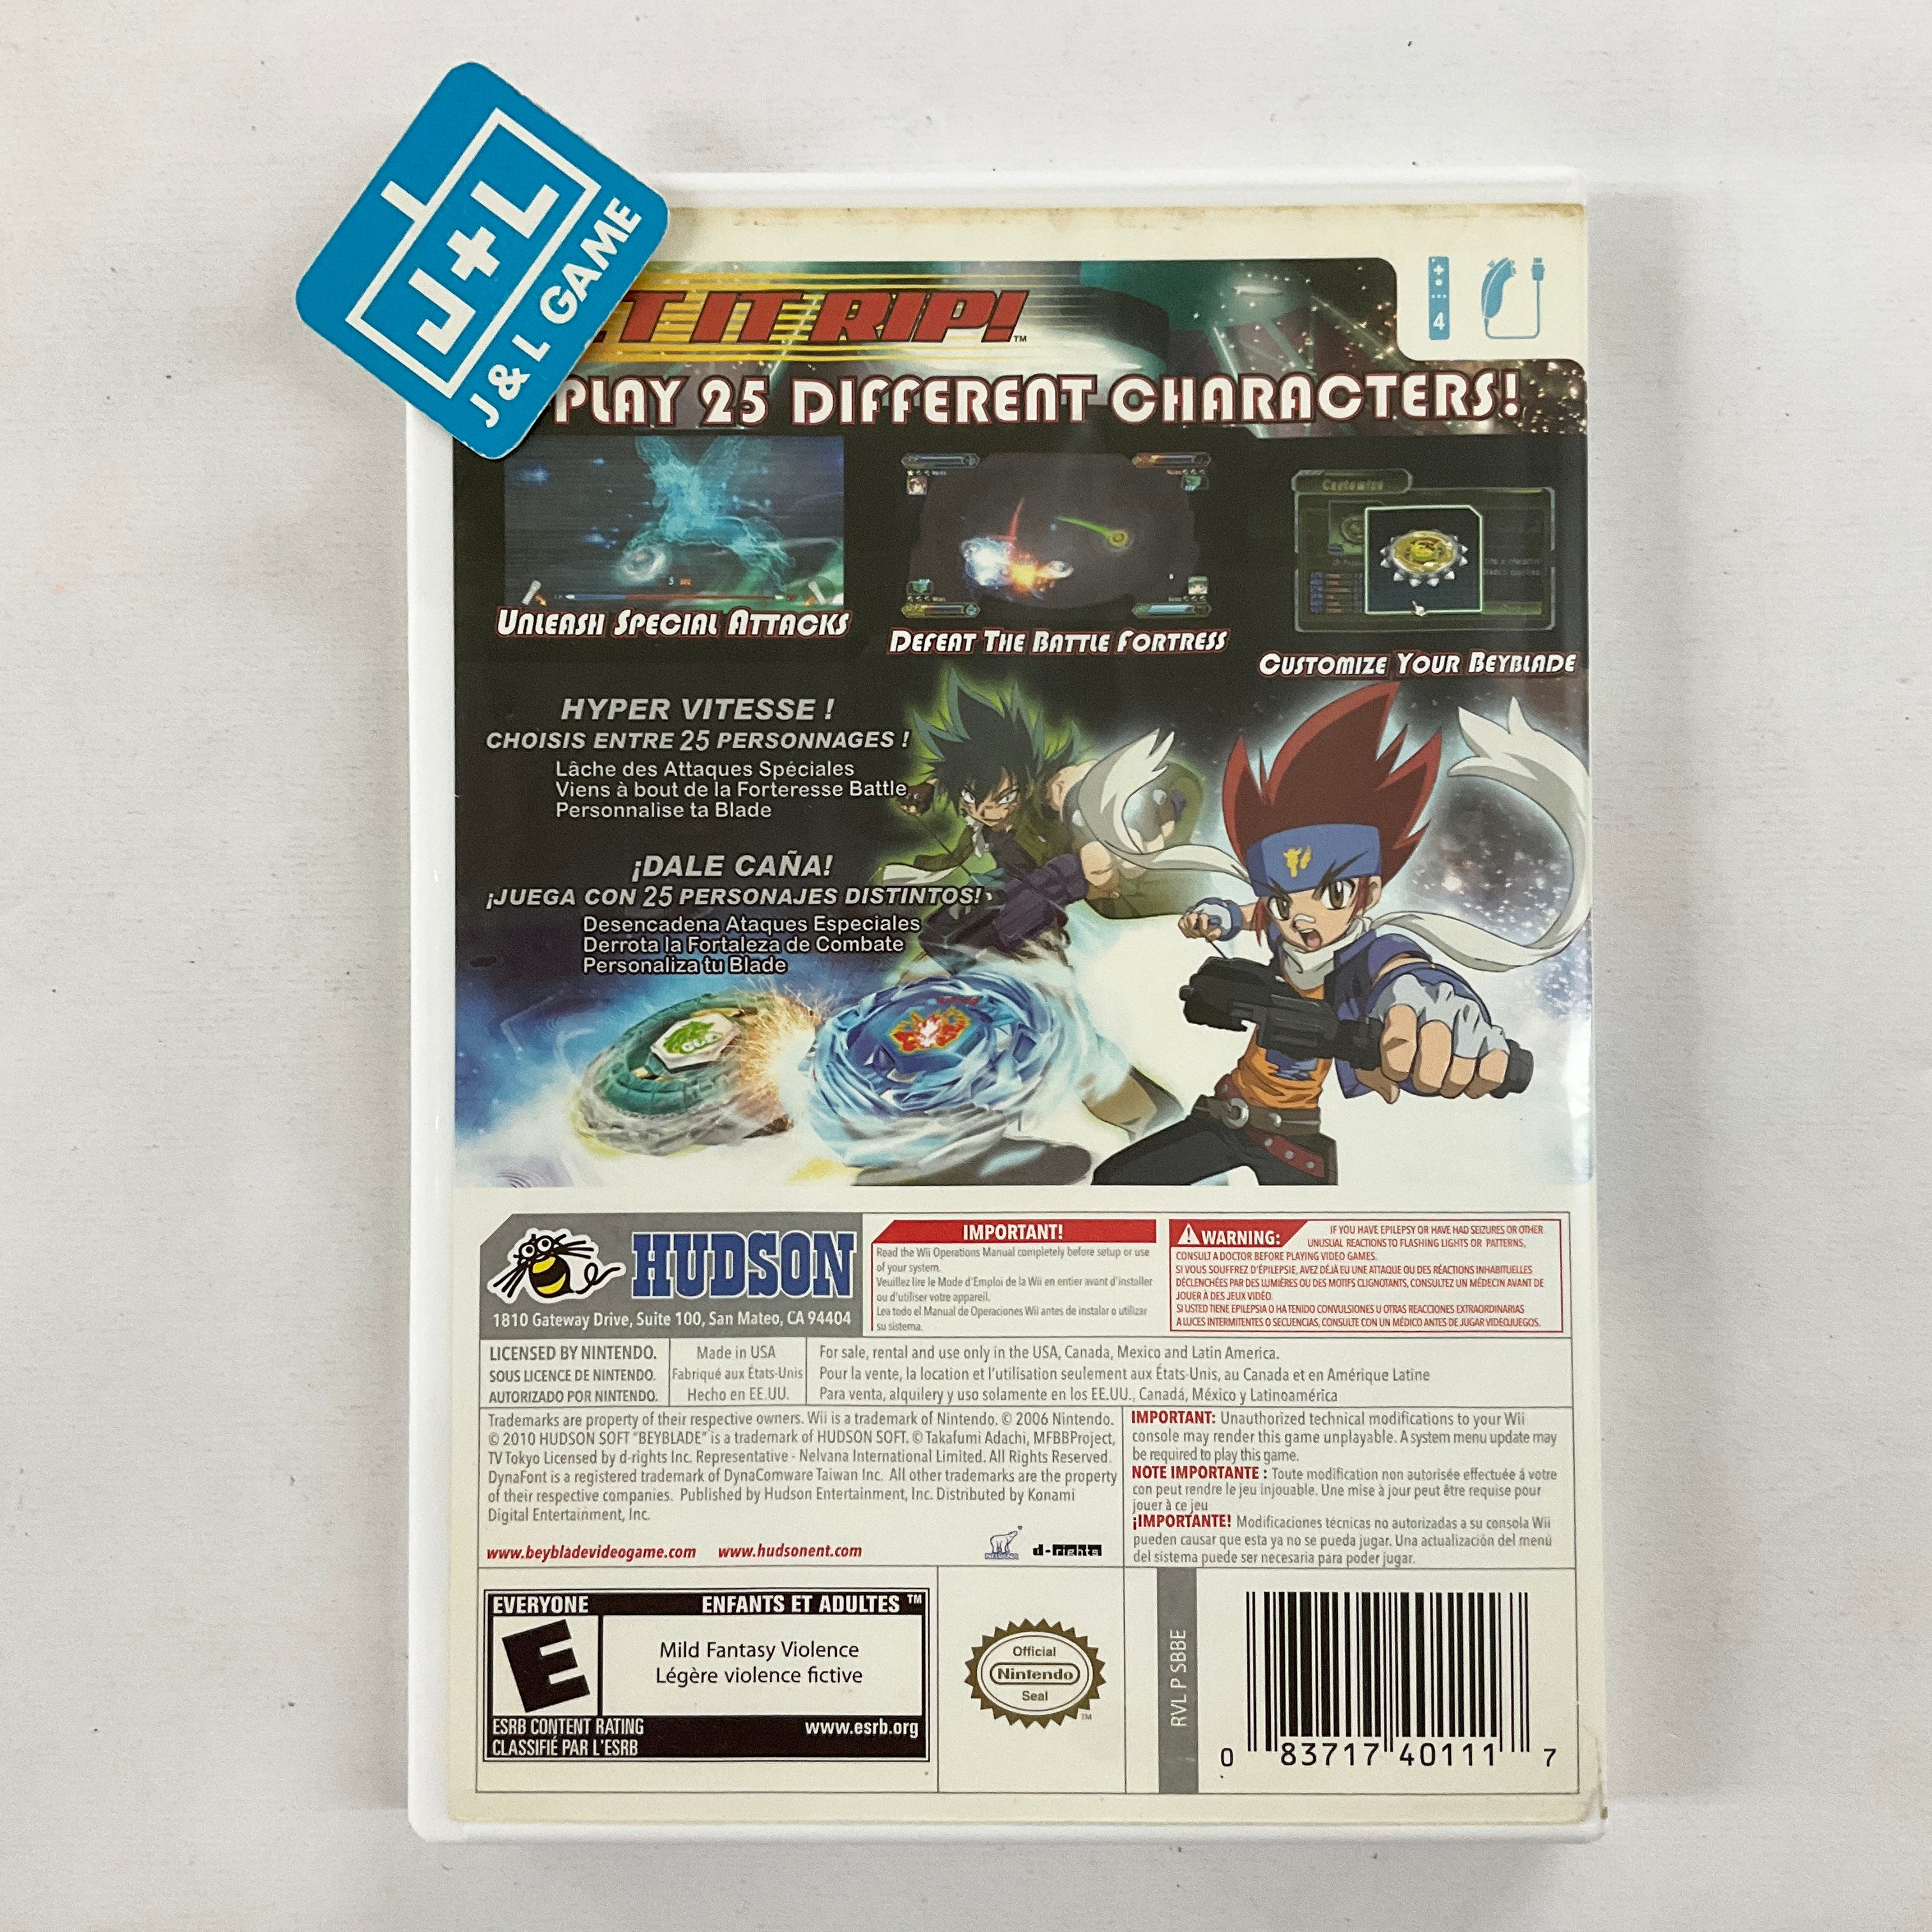 J+L
J & L GAME
T IT RIP!™
PLAY 25 DIFFERENT CHARACTERS!
4
Customize
UNLEASH SPECIAL ATTACKS
DEFEAT THE BATTLE FORTRESS
CUSTOMIZE YOUR BEYBLADE
HYPER VITESSE !
CHOISIS ENTRE 25 PERSONNAGES !
Lâche des Attaques Spéciales
Viens à bout de la Forteresse Battle
Personnalise ta Blade
¡DALE CAÑA!
¡JUEGA CON 25 PERSONAJES DISTINTOS!
Desencadena Ataques Especiales
Derrota la Fortaleza de Combate
Personaliza tu Blade
HUDSON
1810 Gateway Drive, Suite 100, San Mateo, CA 94404
IMPORTANT!
Read the Wii Operations Manual completely before setup or use
of your system.
Veuillez lire le Mode d'Emploi de la Wii en entier avant d'installer
ou d'utiliser votre appareil.
Lea todo el Manual de Operaciones Wii antes de instalar o utilizar
su sistema.
WARNING: IF YOU HAVE EPILEPSY OR HAVE HAD SEIZURES OR OTHER
UNUSUAL REACTIONS TO FLASHING LIGHTS OR PATTERNS,
CONSULT A DOCTOR BEFORE PLAYING VIDEO GAMES.
SI VOUS SOUFFREZ D'ÉPILEPSIE, AVEZ DÉJÀ EU UNE ATTAQUE OU DES RÉACTIONS INHABITUELLES
DÉCLENCHÉES PAR DES LUMIÈRES OU DES MOTIFS CLIGNOTANTS, CONSULTEZ UN MÉDECIN AVANT DE
JOUER À DES JEUX VIDÉO.
SI USTED TIENE EPILEPSIA O HA TENIDO CONVULSIONES U OTRAS REACCIONES EXTRAORDINARIAS
A LUCES INTERMITENTES O SECUENCIAS, CONSULTE CON UN MÉDICO ANTES DE JUGAR VIDEOJUEGOS.
LICENSED BY NINTENDO.
SOUS LICENCE DE NINTENDO.
AUTORIZADO POR NINTENDO.
Made in USA
Fabriqué aux États-Unis
Hecho en EE.UU.
For sale, rental and use only in the USA, Canada, Mexico and Latin America.
Pour la vente, la location et l'utilisation seulement aux États-Unis, au Canada et en Amérique Latine
Para venta, alquilery y uso solamente en los EE.UU., Canadá, México y Latinoamérica
Trademarks are property of their respective owners. Wii is a trademark of Nintendo. © 2006 Nintendo.
© 2010 HUDSON SOFT "BEYBLADE" is a trademark of HUDSON SOFT. © Takafumi Adachi, MFBBProject,
TV Tokyo Licensed by d-rights Inc. Representative - Nelvana International Limited. All Rights Reserved.
DynaFont is a registered trademark of DynaComware Taiwan Inc. All other trademarks are the property
of their respective companies. Published by Hudson Entertainment, Inc. Distributed by Konami
Digital Entertainment, Inc.
www.beybladevideogame.com www.hudsonent.com
d-rights
IMPORTANT: Unauthorized technical modifications to your Wii
console may render this game unplayable. A system menu update may
be required to play this game.
NOTE IMPORTANTE : Toute modification non autorisée effectuée á votre
con peut rendre le jeu injouable. Une mise à jour peut être requise pour
jouer à ce jeu
¡IMPORTANTE! Modificaciones técnicas no autorizadas a su consola Wii
pueden causar que esta ya no se pueda jugar. Una actualización del menú
del sistema puede ser necesaria para poder jugar.
EVERYONE ENFANTS ET ADULTES ™
E
Mild Fantasy Violence
Légère violence fictive
ESRB CONTENT RATING www.esrb.org
CLASSIFIÉ PAR L'ESRB
Official
Nintendo
Seal
™
RVL P SBBE
0 83717 40111 7